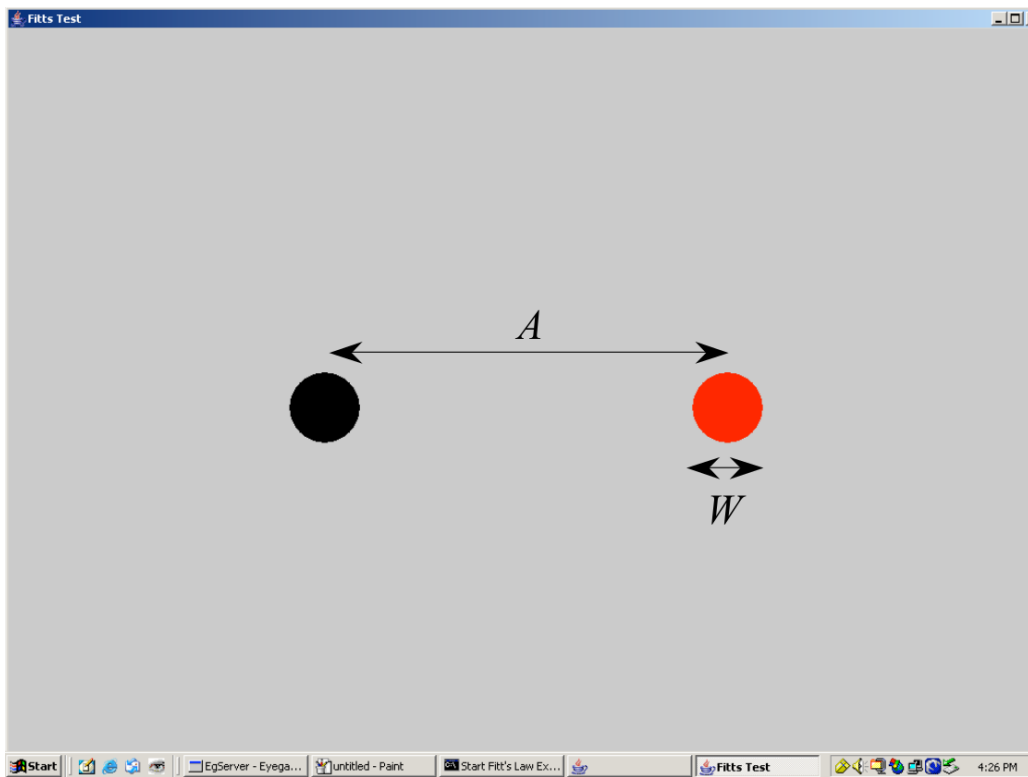 Fitts Test
A
W
Start EgServer - Eyega... untitled - Paint Start Fitt's Law Ex... Fitts Test 4:26 PM